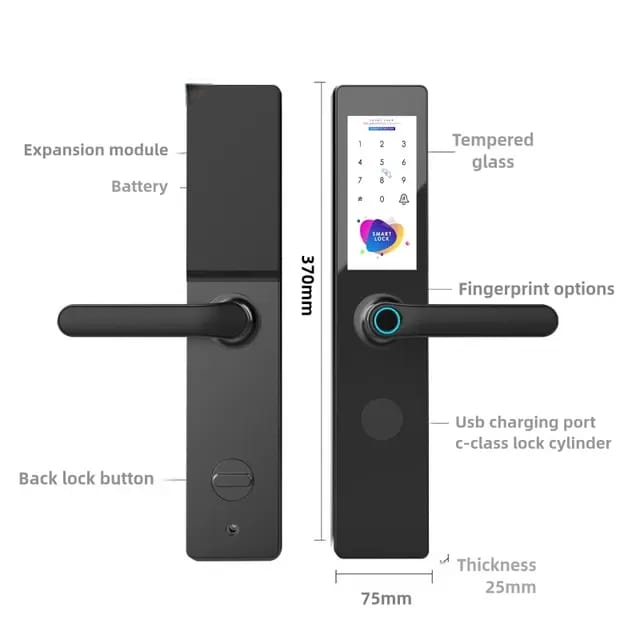 Expansion module
Battery
Back lock button
370mm
1 2 3
4 5 6
7 8 9
0
SMART
LOCK
Tempered
glass
Fingerprint options
Usb charging port
c-class lock cylinder
Thickness
25mm
75mm